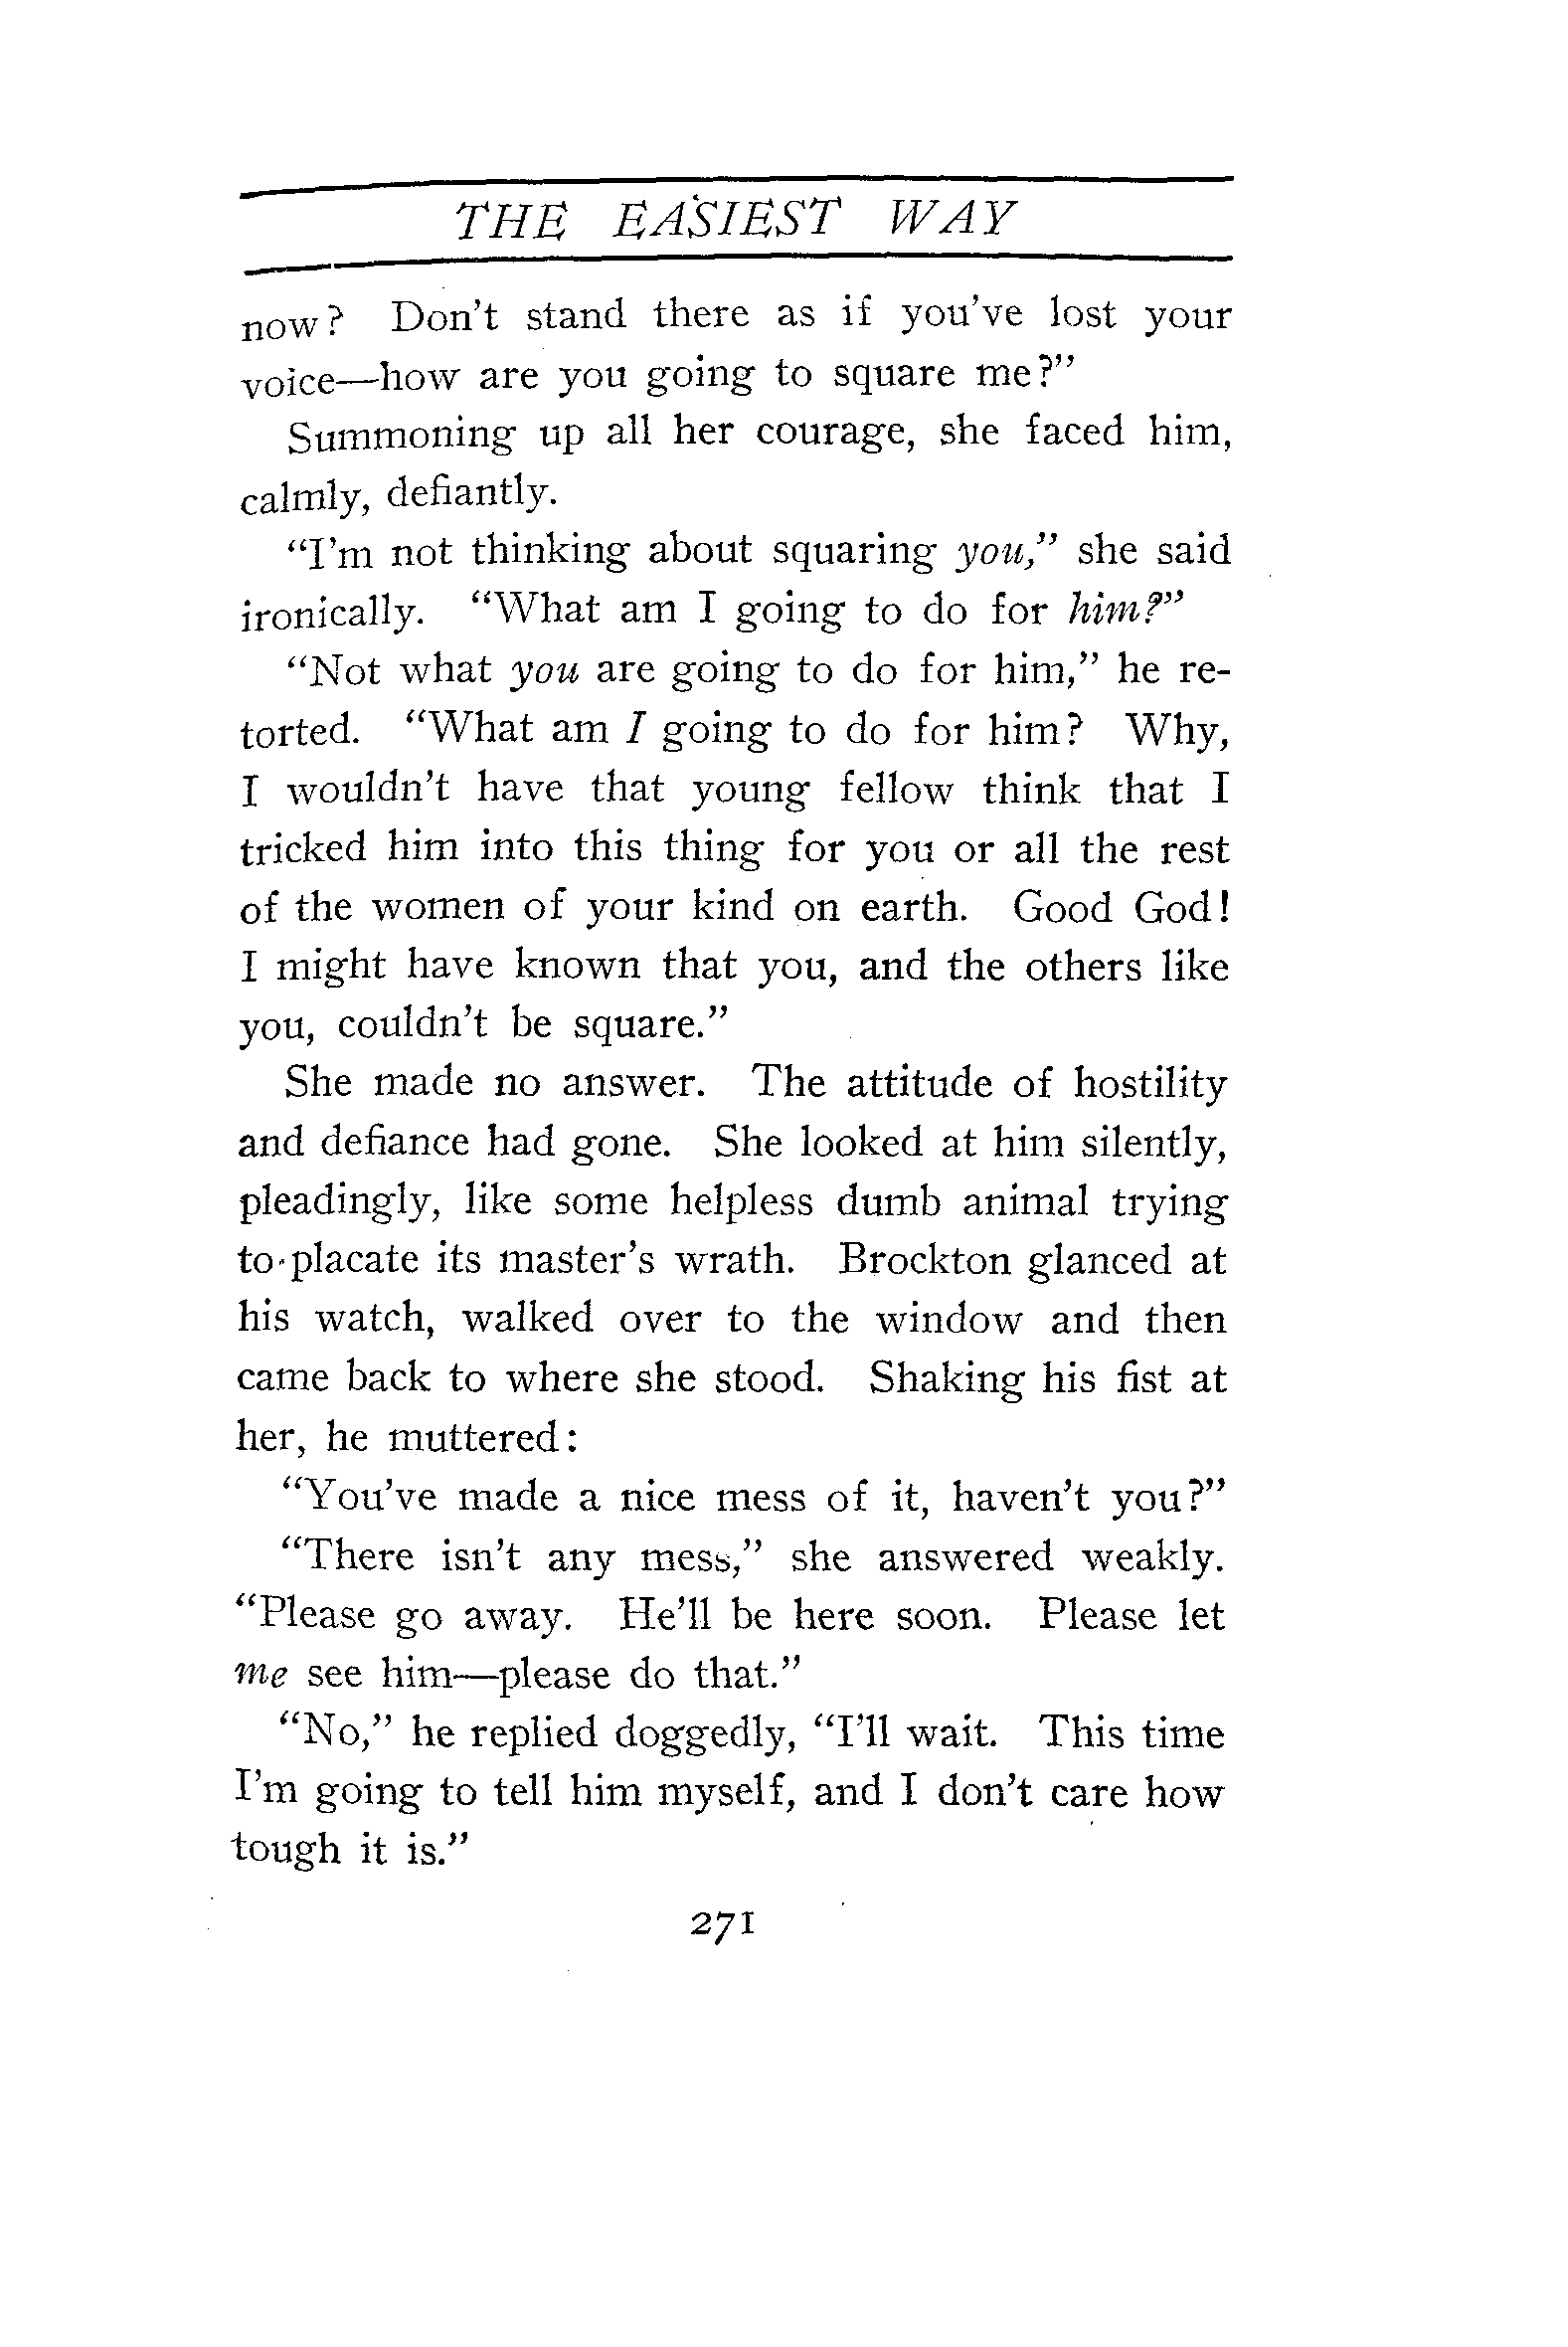 THE EASIEST WAY
now? Don't stand there as if you've lost your
voice—how are you going to square me?”
Summoning up all her courage, she faced him,
calmly, defiantly.
“I'm not thinking about squaring you,” she said
ironically. “What am I going to do for him?”
“Not what you are going to do for him,” he re-
torted. “What am I going to do for him? Why,
I wouldn't have that young fellow think that I
tricked him into this thing for you or all the rest
of the women of your kind on earth. Good God!
I might have known that you, and the others like
you, couldn't be square.”
She made no answer. The attitude of hostility
and defiance had gone. She looked at him silently,
pleadingly, like some helpless dumb animal trying
to placate its master's wrath. Brockton glanced at
his watch, walked over to the window and then
came back to where she stood. Shaking his fist at
her, he muttered:
“You've made a nice mess of it, haven't you?”
“There isn't any mess,” she answered weakly.
“Please go away. He'll be here soon. Please let
me see him—please do that.”
“No,” he replied doggedly, “I'll wait. This time
I'm going to tell him myself, and I don't care how
tough it is.”
271